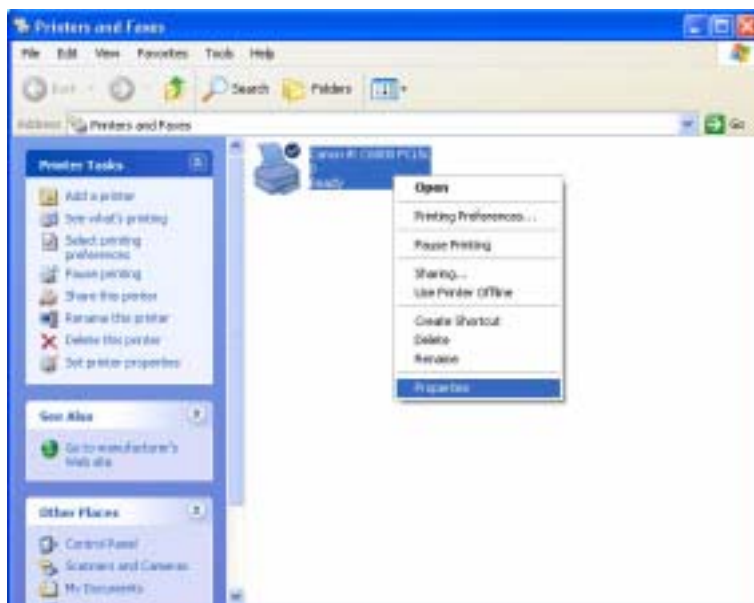 Printers and Faxes
File Edit View Favorites Tools Help
Back Search Folders
Address Printers and Faxes Go
Printer Tasks
Add a printer
See what's printing
Select printing
preferences
Pause printing
Share this printer
Rename this printer
Delete this printer
Set printer properties
See Also
Go to manufacturer's
Web site
Other Places
Control Panel
Scanners and Cameras
My Documents
Canon iR
Ready
Open
Printing Preferences...
Pause Printing
Sharing...
Use Printer Offline
Create Shortcut
Delete
Rename
Properties